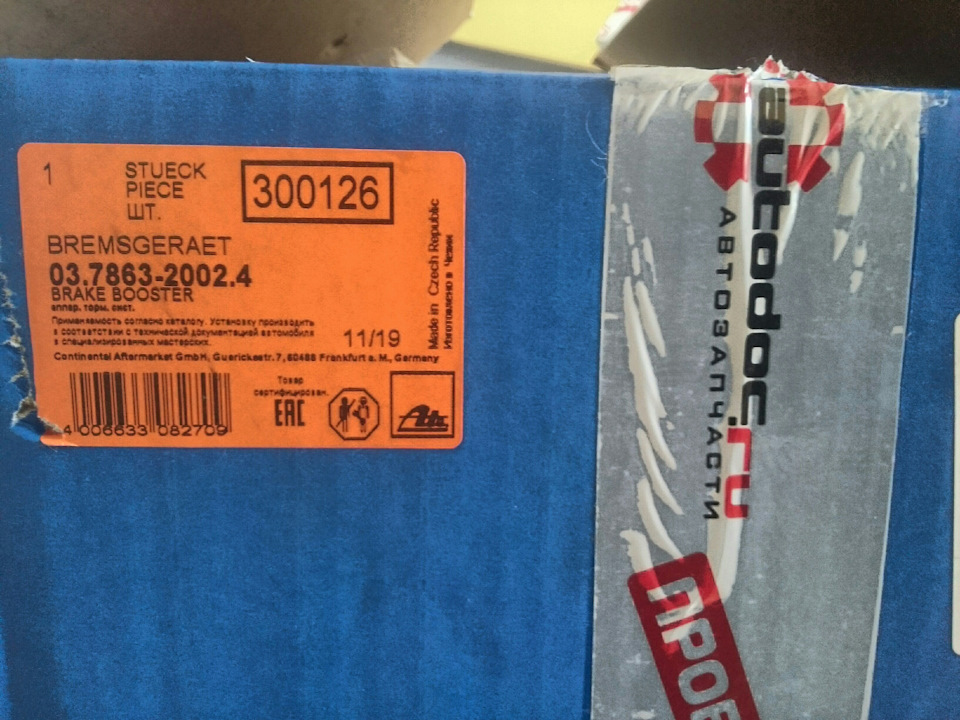 1
STUECK
PIECE
ШТ.
300126
BREMSGERAET
03.7863-2002.4
BRAKE BOOSTER
аппар. торм. сист.
Применяемость согласно каталогу. Установку производить
в соответствии с технической документацией автомобиля
в специализированных мастерских.
11/19
Made in Czech Republic
Изготовлено в Чехии
Continental Aftermarket GmbH, Guerickestr.7, 60488 Frankfurt a. M., Germany
4 006633 082709
Товар
сертифицирован.
EAC
Ate
autodoc.ru
АВТОЗАПЧАСТИ
ПРОВ